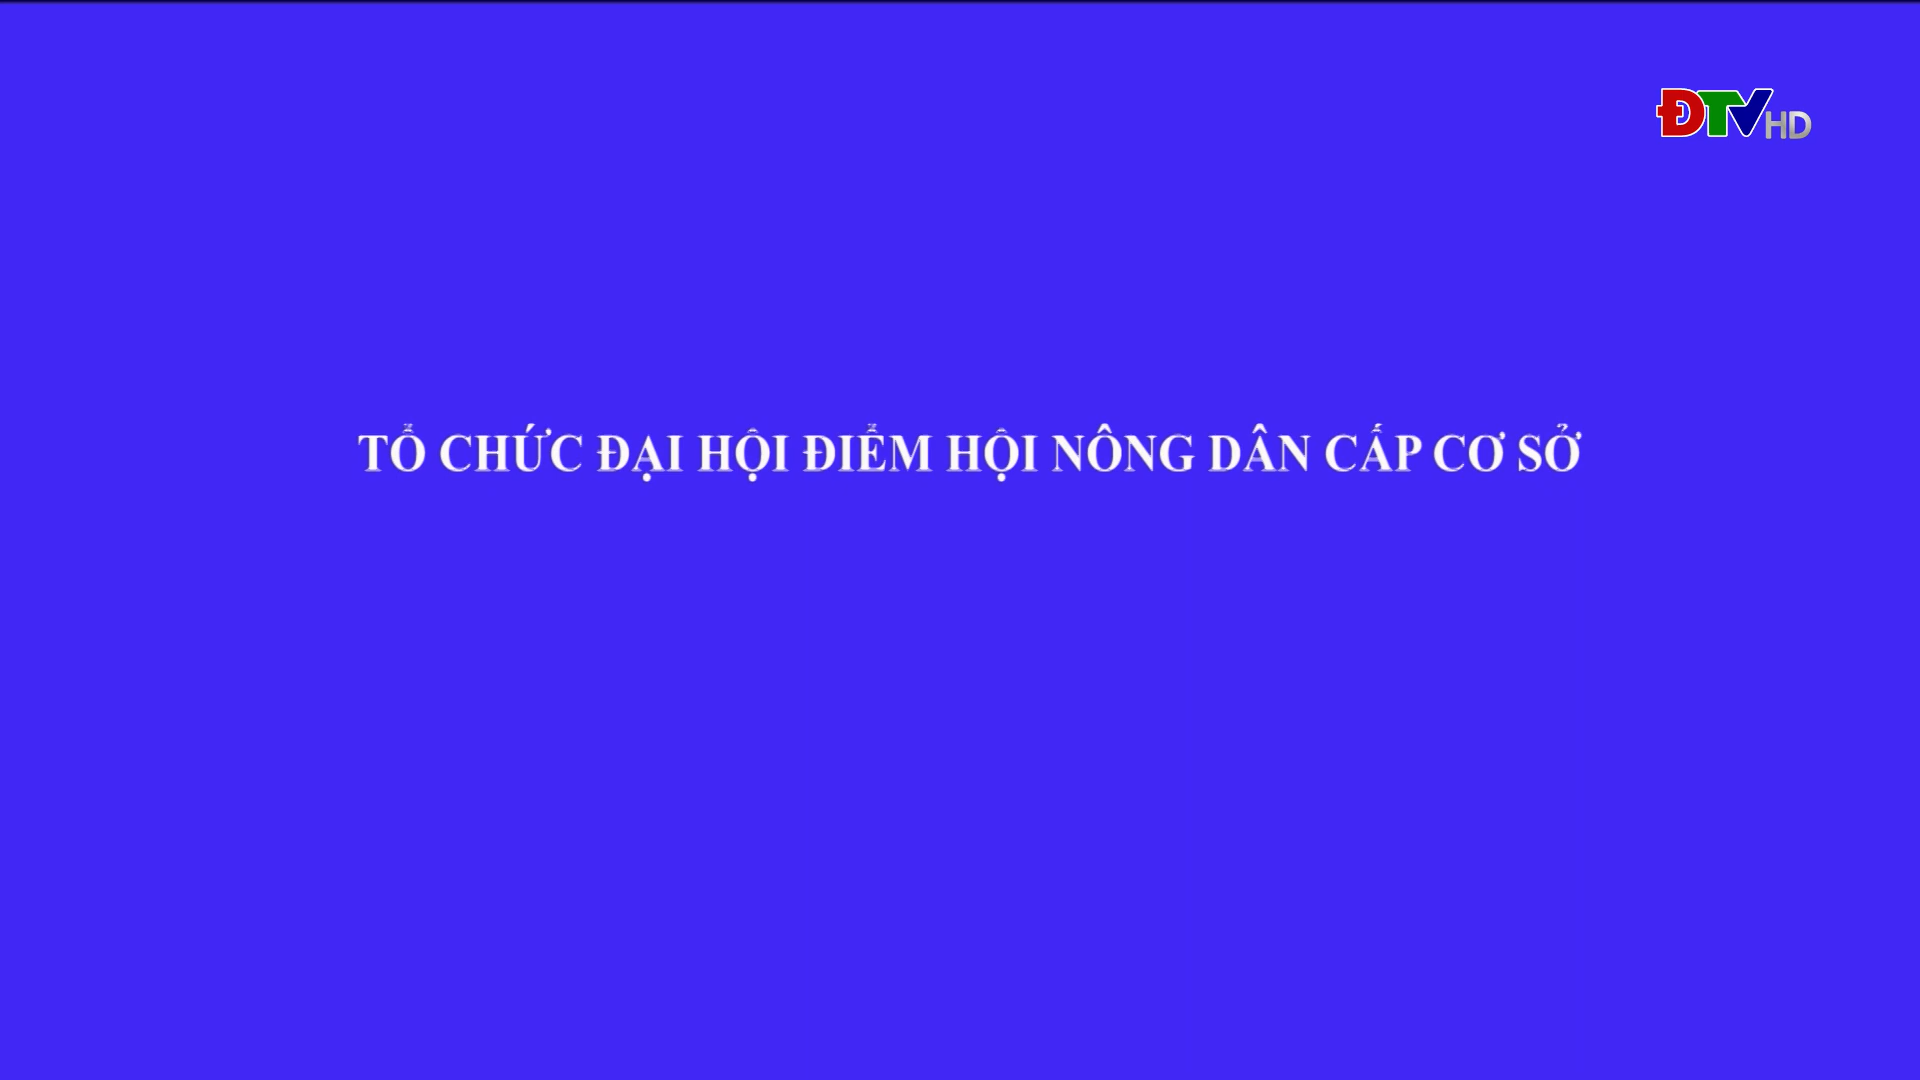 ĐTV HD
TỔ CHỨC ĐẠI HỘI ĐIỂM HỘI NÔNG DÂN CẤP CƠ SỞ